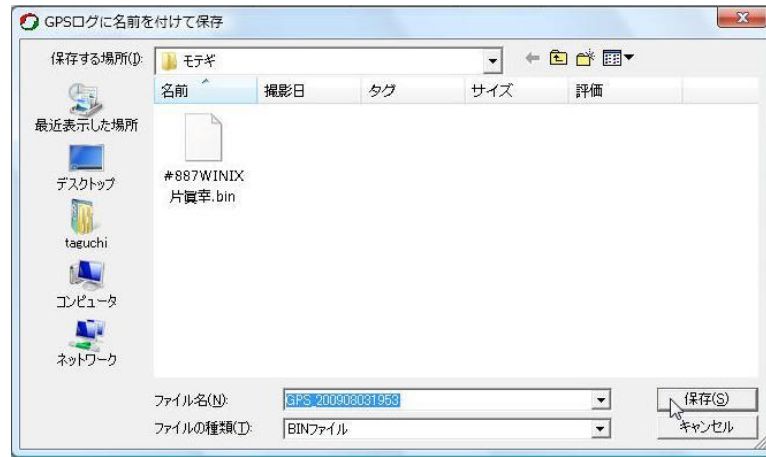 GPSログに名前を付けて保存
保存する場所(I):
モテギ
名前
撮影日
タグ
サイズ
評価
最近表示した場所
デスクトップ
taguchi
コンピュータ
ネットワーク
#887WINIX
片眞幸.bin
ファイル名(N):
GPS_200908031953
保存(S)
ファイルの種類(T):
BINファイル
キャンセル